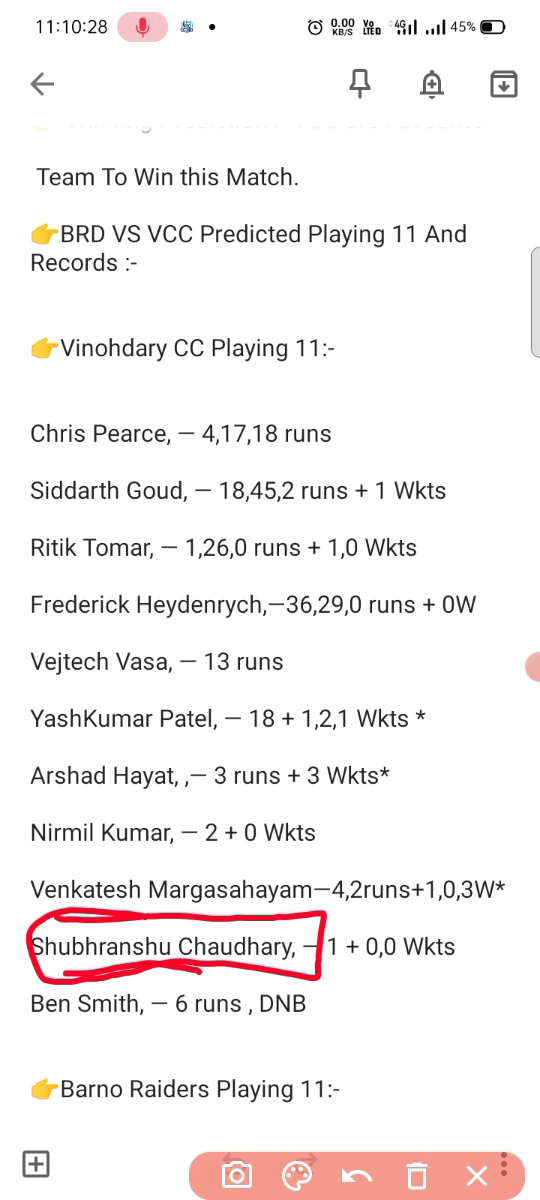 11:10:28
0.00 KB/S
Vo LTED
4G
45%
Team To Win this Match.
👉BRD VS VCC Predicted Playing 11 And
Records :-
👉Vinohdary CC Playing 11:-
Chris Pearce, — 4,17,18 runs
Siddarth Goud, — 18,45,2 runs + 1 Wkts
Ritik Tomar, — 1,26,0 runs + 1,0 Wkts
Frederick Heydenrych,—36,29,0 runs + 0W
Vejtech Vasa, — 13 runs
YashKumar Patel, — 18 + 1,2,1 Wkts *
Arshad Hayat, ,— 3 runs + 3 Wkts*
Nirmil Kumar, — 2 + 0 Wkts
Venkatesh Margasahayam—4,2runs+1,0,3W*
Shubhranshu Chaudhary, — 1 + 0,0 Wkts
Ben Smith, — 6 runs , DNB
👉Barno Raiders Playing 11:-